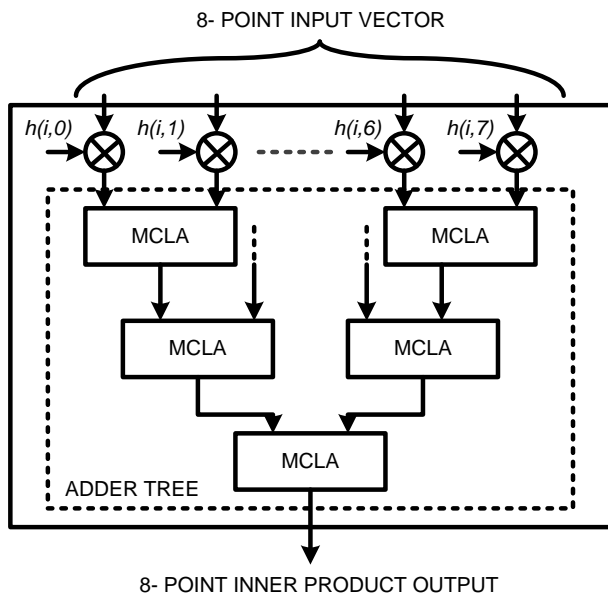 8- POINT INPUT VECTOR
h(i,0) h(i,1) h(i,6) h(i,7)
MCLA MCLA
MCLA MCLA
MCLA
ADDER TREE
8- POINT INNER PRODUCT OUTPUT